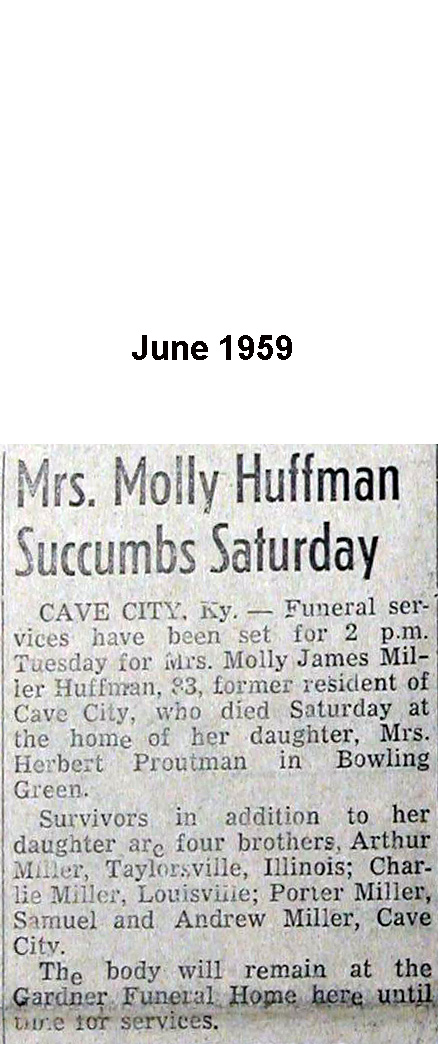 June 1959
Mrs. Molly Huffman
Succumbs Saturday
CAVE CITY, Ky. — Funeral ser-
vices have been set for 2 p.m.
Tuesday for Mrs. Molly James Mil-
ler Huffman, 83, former resident of
Cave City, who died Saturday at
the home of her daughter, Mrs.
Herbert Proutman in Bowling
Green.
Survivors in addition to her
daughter are four brothers, Arthur
Miller, Taylorsville, Illinois; Char-
lie Miller, Louisville; Porter Miller,
Samuel and Andrew Miller, Cave
City.
The body will remain at the
Gardner Funeral Home here until
time for services.